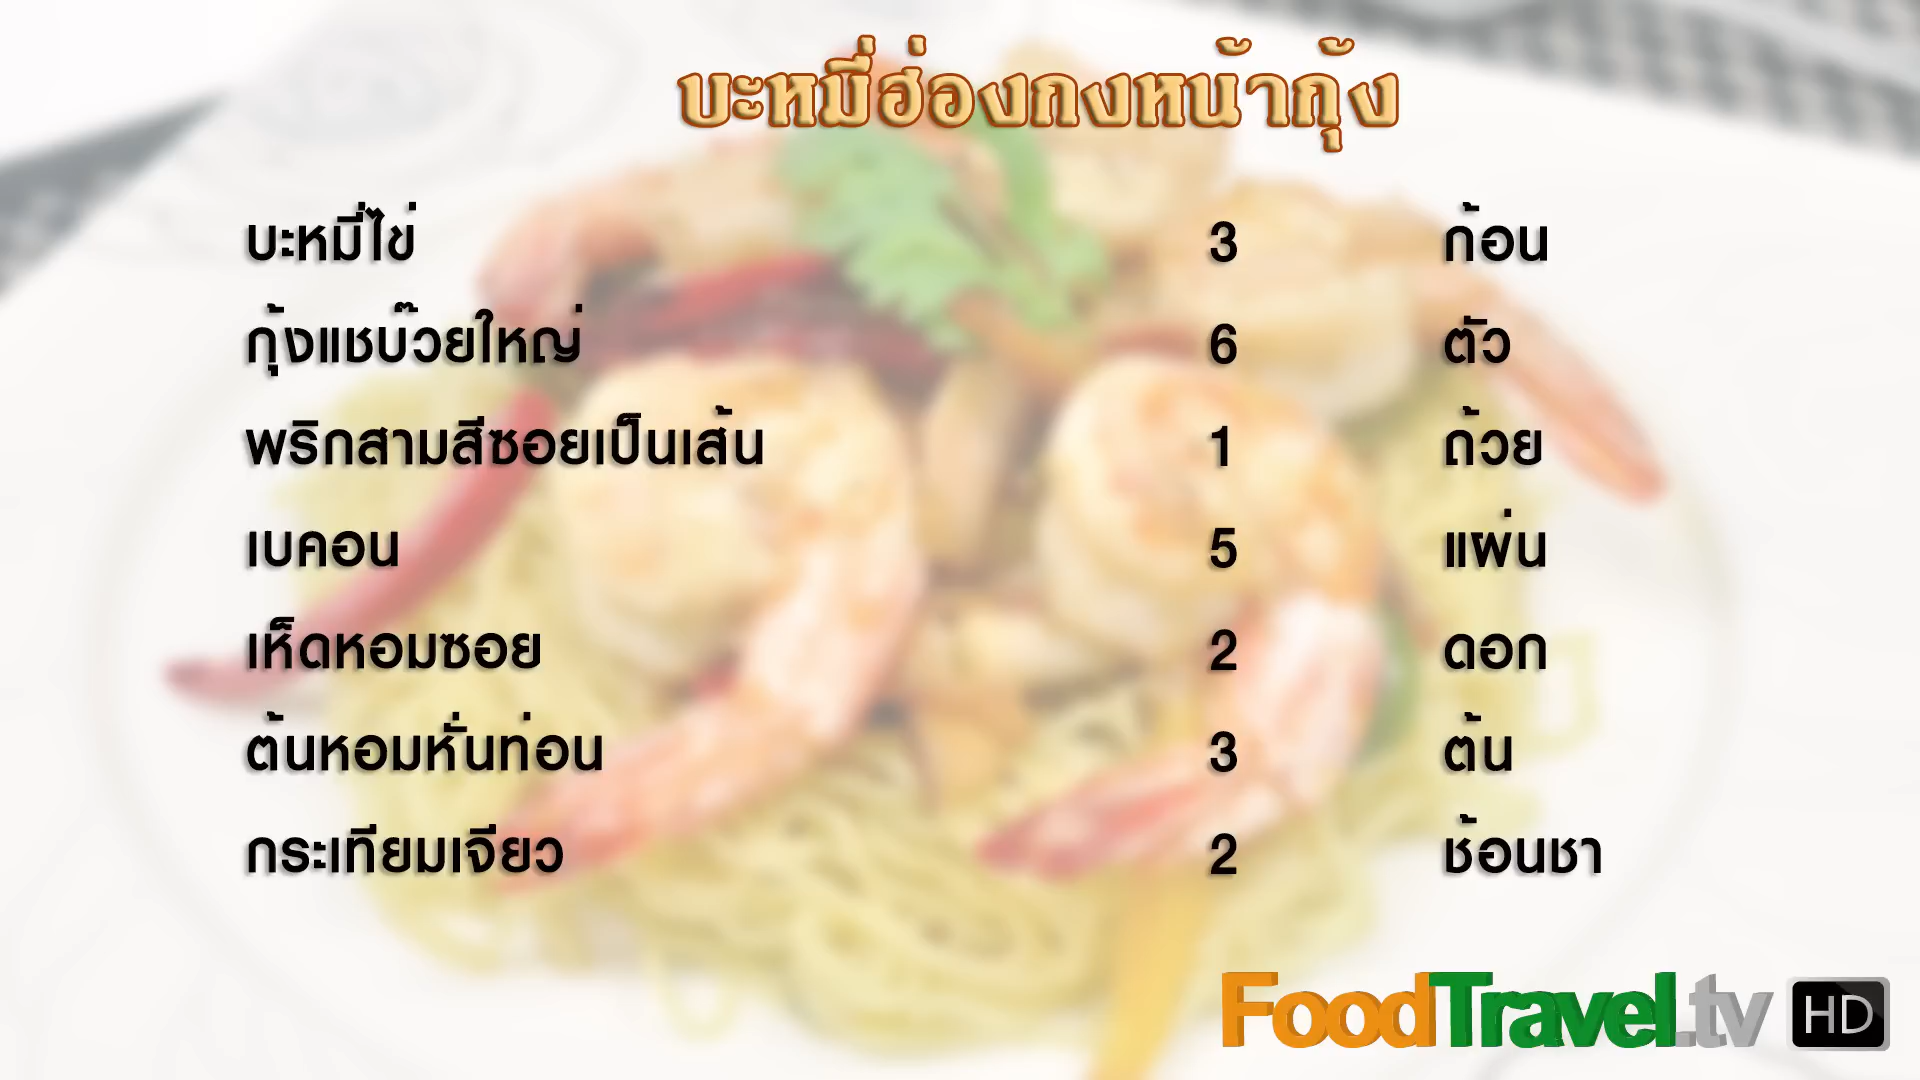 บะหมี่ฮ่องกงหน้ากุ้ง
บะหมี่ไข่ 3 ก้อน
กุ้งแชบ๊วยใหญ่ 6 ตัว
พริกสามสีซอยเป็นเส้น 1 ถ้วย
เบคอน 5 แผ่น
เห็ดหอมซอย 2 ดอก
ต้นหอมหั่นท่อน 3 ต้น
กระเทียมเจียว 2 ช้อนชา
FoodTravel.tv HD